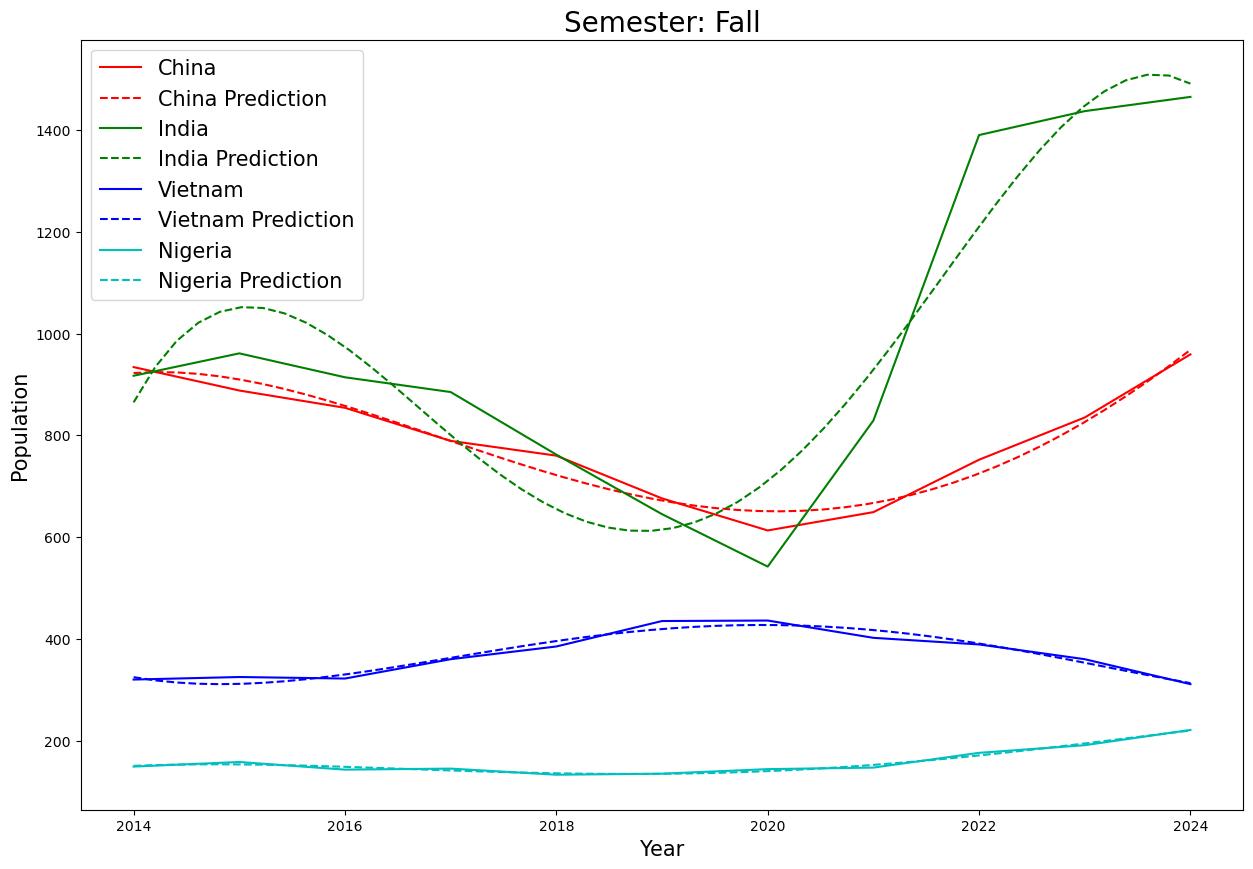 Semester: Fall
China
China Prediction
India
India Prediction
Vietnam
Vietnam Prediction
Nigeria
Nigeria Prediction
1400
1200
1000
800
600
400
200
Population
2014 2016 2018 2020 2022 2024
Year